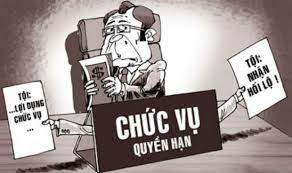 TỘI:
...LỢI DỤNG
CHỨC VỤ
...
$
CHỨC VỤ
QUYỀN HẠN
TỘI:
NHẬN
HỐI LỘ !